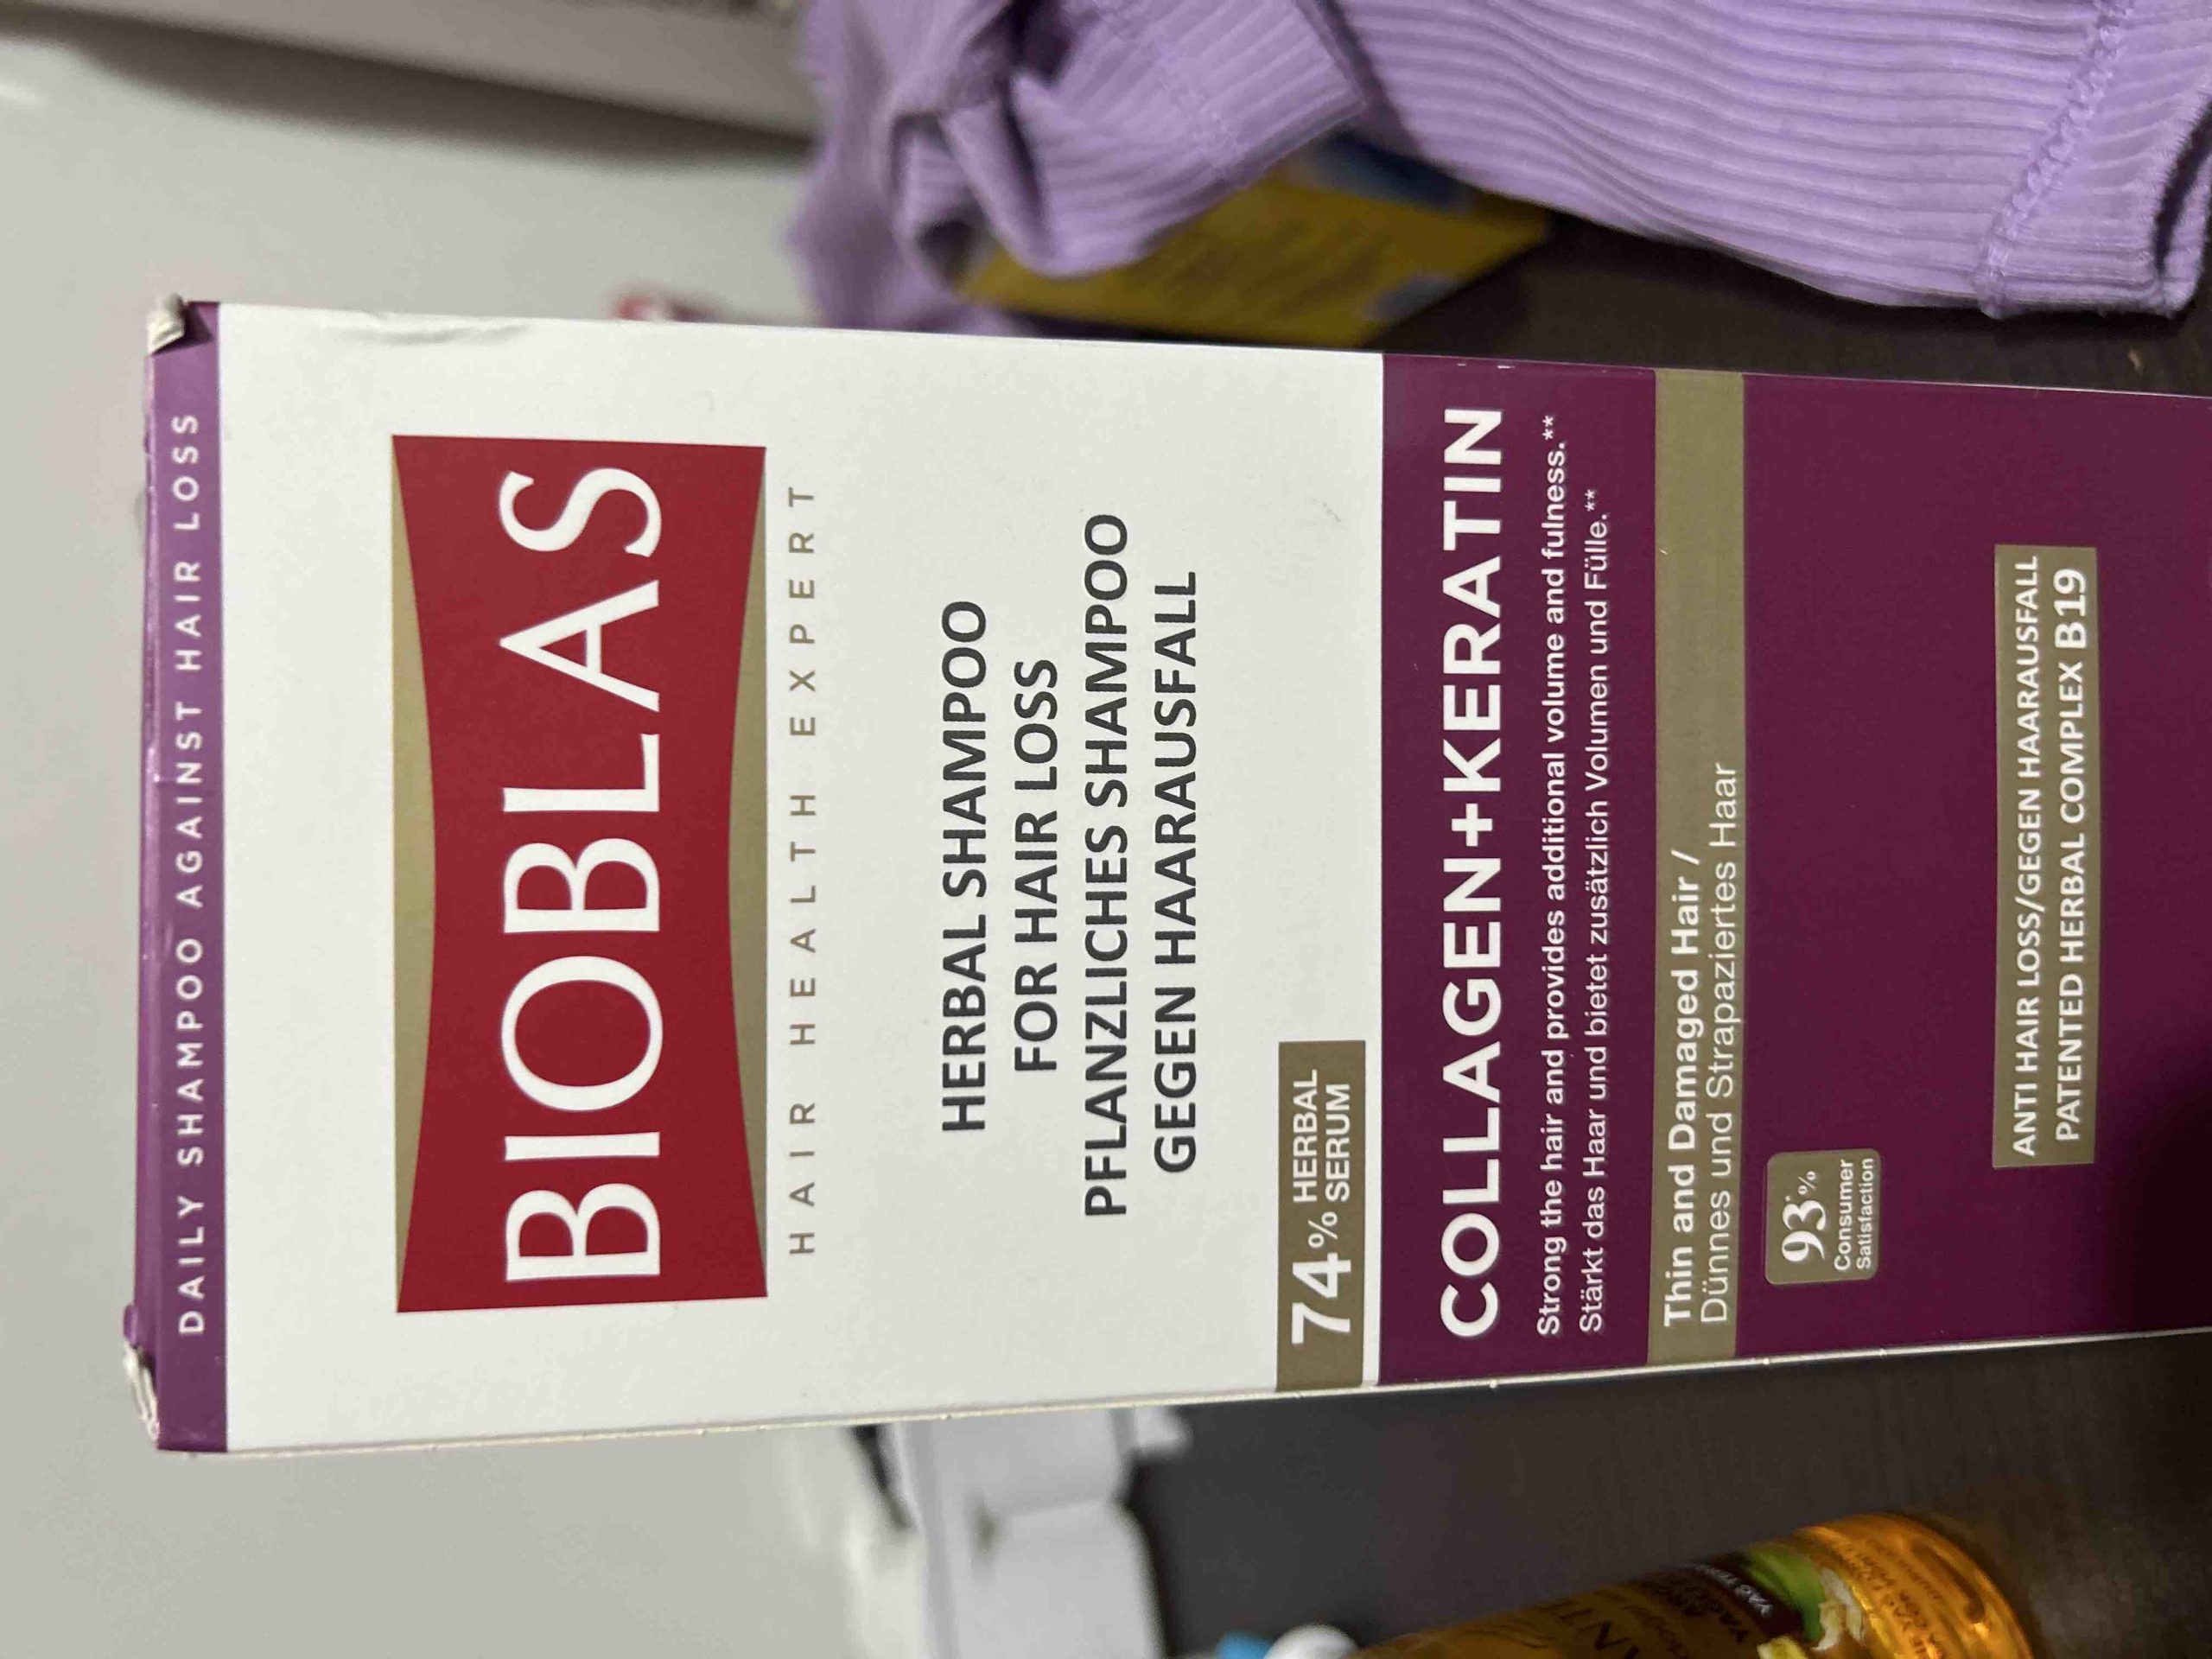 DAILY SHAMPOO AGAINST HAIR LOSS
BIOBLAS
HAIR HEALTH EXPERT
HERBAL SHAMPOO
FOR HAIR LOSS
PFLANZLICHES SHAMPOO
GEGEN HAARAUSFALL
74% HERBAL
SERUM
COLLAGEN+KERATIN
Strong the hair and provides additional volume and fulness.**
Stärkt das Haar und bietet zusätzlich Volumen und Fülle.**
Thin and Damaged Hair /
Dünnes und Strapaziertes Haar
93*%
Consumer
Satisfaction
ANTI HAIR LOSS/GEGEN HAARAUSFALL
PATENTED HERBAL COMPLEX B19